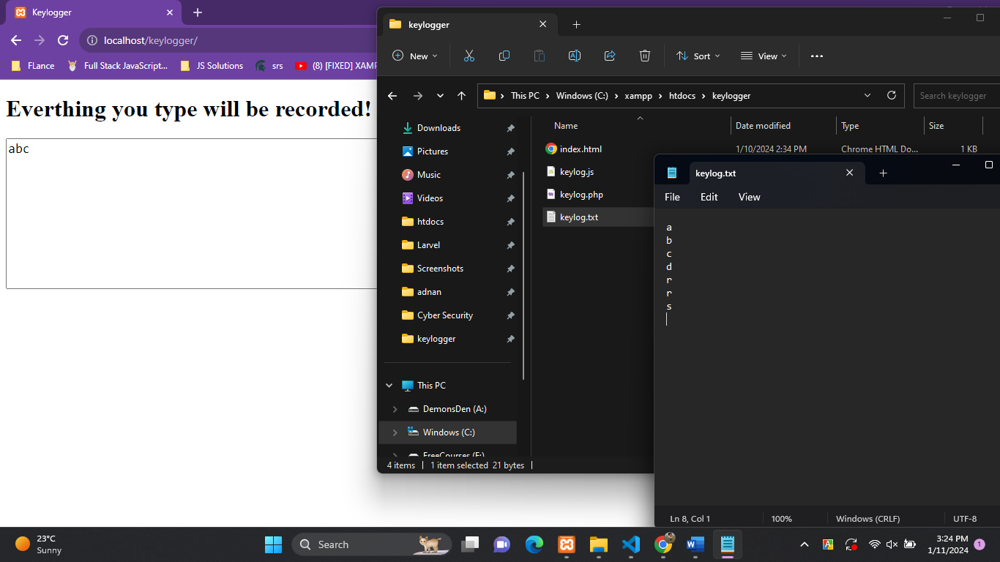 Keylogger
localhost/keylogger/
FLance
Full Stack JavaScript...
JS Solutions
srs
(8) [FIXED] XAMP
Everthing you type will be recorded!
abc
keylogger
New
Sort
View
This PC
Windows (C:)
xampp
htdocs
keylogger
Search keylogger
Name
Date modified
Type
Size
Downloads
Pictures
Music
Videos
htdocs
Larvel
Screenshots
adnan
Cyber Security
keylogger
This PC
DemonsDen (A:)
Windows (C:)
FreeCourses (F:)
index.html
1/10/2024 2:34 PM
Chrome HTML Do...
1 KB
keylog.js
keylog.php
keylog.txt
4 items
1 item selected 21 bytes
keylog.txt
File
Edit
View
a
b
c
d
r
r
s
Ln 8, Col 1
100%
Windows (CRLF)
UTF-8
23°C
Sunny
Search
3:24 PM
1/11/2024
1